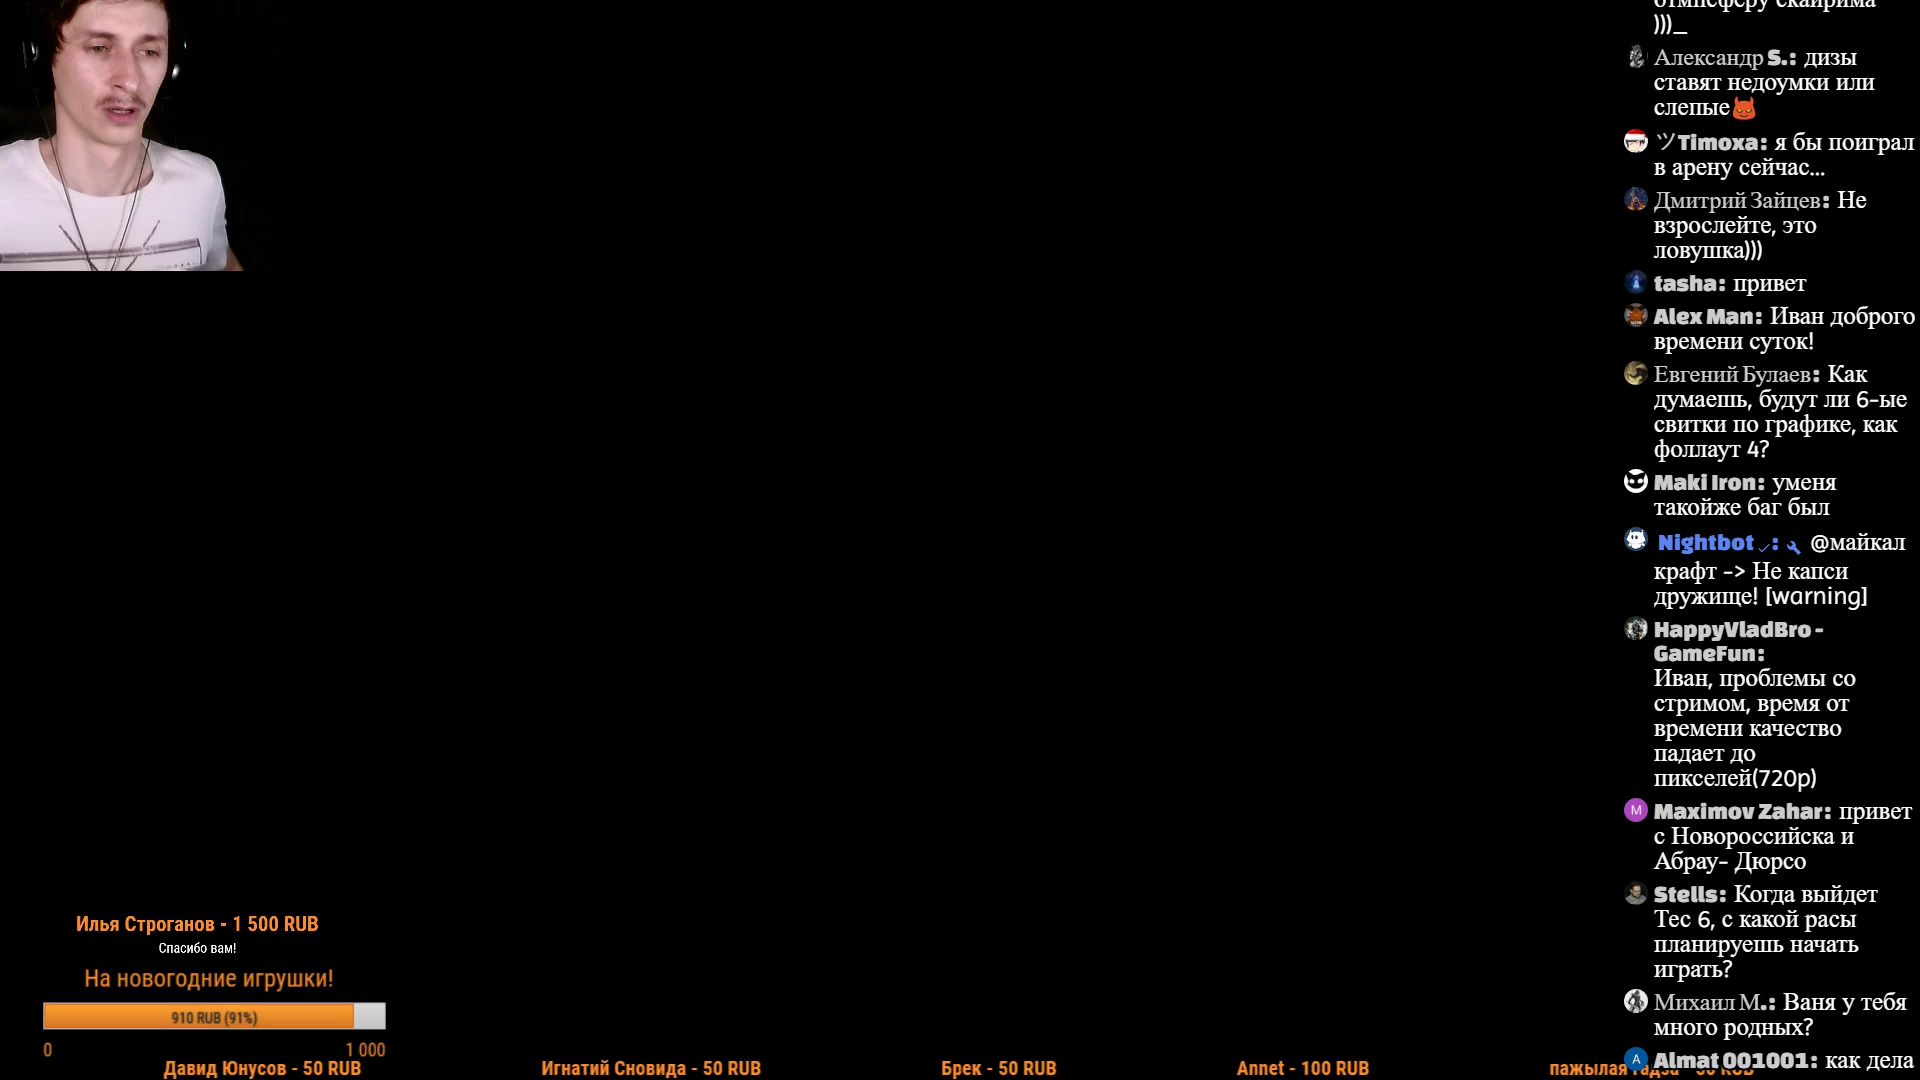 отмпсферу скайрима
)))_
Александр S.: дизы
ставят недоумки или
слепые
ツTimoxa: я бы поиграл
в арену сейчас...
Дмитрий Зайцев: Не
взрослейте, это
ловушка)))
tasha: привет
Alex Man: Иван доброго
времени суток!
Евгений Булаев: Как
думаешь, будут ли 6-ые
свитки по графике, как
фоллаут 4?
Maki Iron: уменя
такойже баг был
Nightbot : @майкал
крафт -> Не капси
дружище! [warning]
HappyVladBro -
GameFun:
Иван, проблемы со
стримом, время от
времени качество
падает до
пикселей(720p)
Maximov Zahar: привет
с Новороссийска и
Абрау- Дюрсо
Stells: Когда выйдет
Тес 6, с какой расы
планируешь начать
играть?
Михаил М.: Ваня у тебя
много родных?
Almat 001001: как дела
Илья Строганов - 1 500 RUB
Спасибо вам!
На новогодние игрушки!
910 RUB (91%)
0 1 000
Давид Юнусов - 50 RUB Игнатий Сновида - 50 RUB Брек - 50 RUB Annet - 100 RUB пажылая